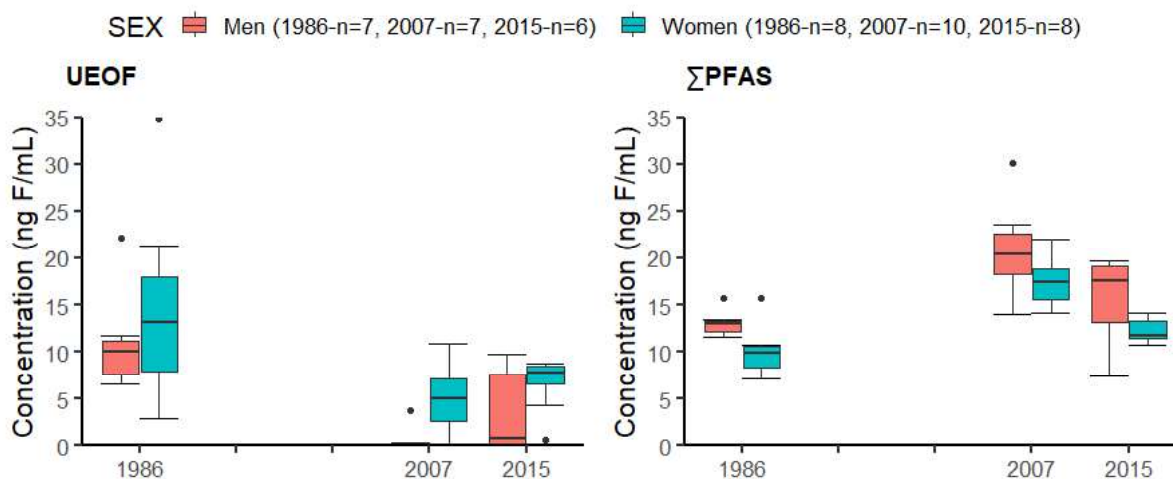 SEX Men (1986-n=7, 2007-n=7, 2015-n=6) Women (1986-n=8, 2007-n=10, 2015-n=8)
UEOF
Concentration (ng F/mL)
35
30
25
20
15
10
5
0
1986 2007 2015
∑PFAS
Concentration (ng F/mL)
35
30
25
20
15
10
5
0
1986 2007 2015